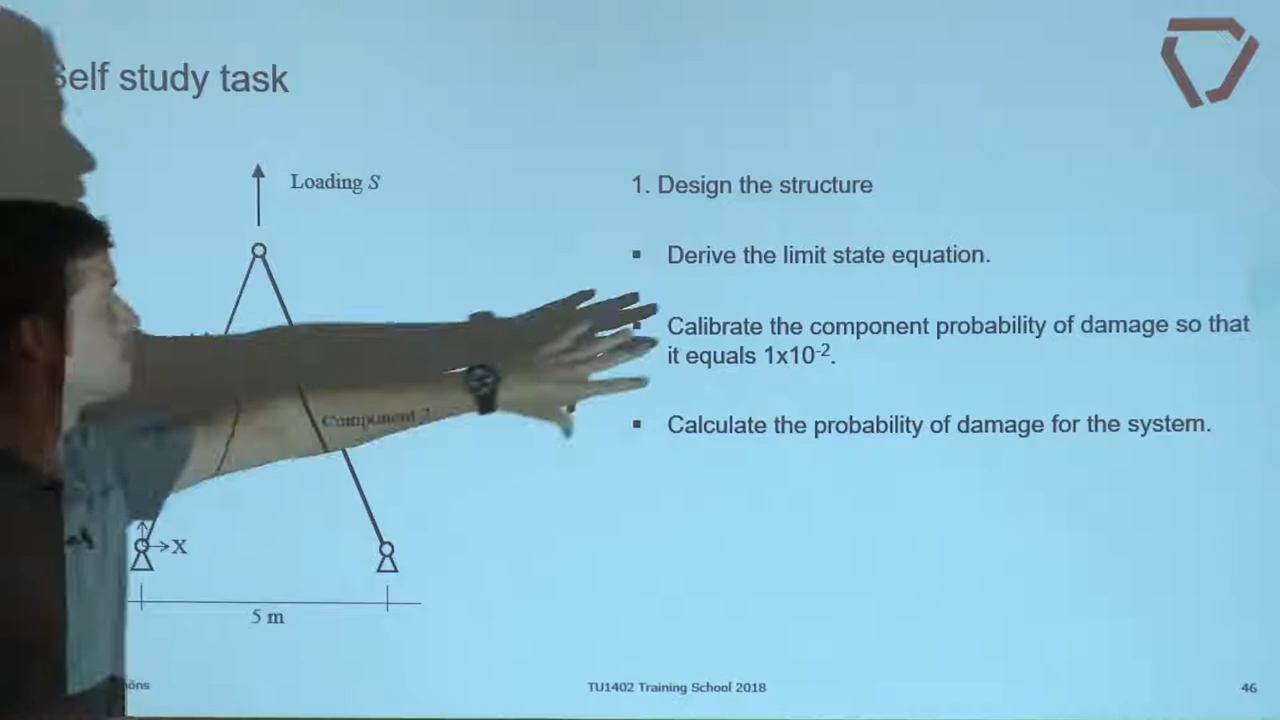 Self study task
Loading S
1. Design the structure
▪ Derive the limit state equation.
▪ Calibrate the component probability of damage so that
it equals 1x10⁻².
Component 2
▪ Calculate the probability of damage for the system.
X
5 m
öns
TU1402 Training School 2018
46